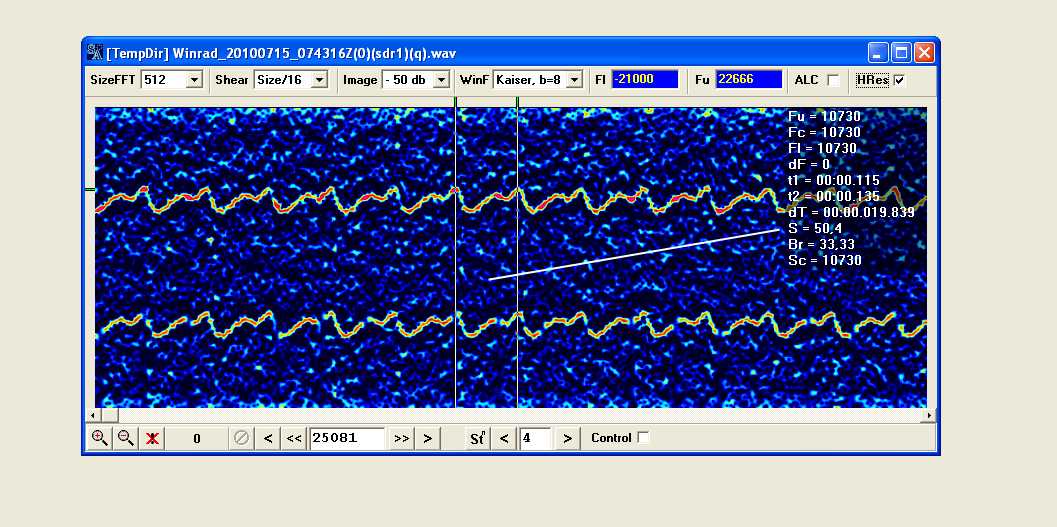 [TempDir] Winrad_20100715_074316Z(0)(sdr1)(q).wav
SizeFFT 512 Shear Size/16 Image - 50 db WinF Kaiser, b=8 Fl -21000 Fu 22666 ALC HRes
Fu = 10730
Fc = 10730
Fl = 10730
dF = 0
t1 = 00:00.115
t2 = 00:00.135
dT = 00:00.019.839
S = 50,4
Br = 33,33
Sc = 10730
0 < << 25081 >> > St n < 4 > Control